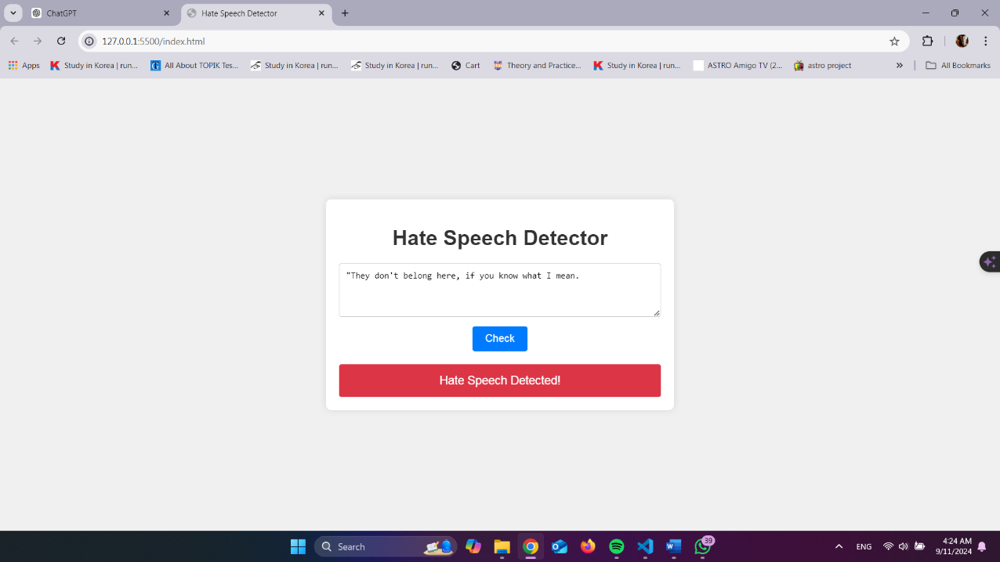 ChatGPT
Hate Speech Detector
127.0.0.1:5500/index.html
Apps
Study in Korea | run...
All About TOPIK Tes...
Study in Korea | run...
Study in Korea | run...
Cart
Theory and Practice...
Study in Korea | run...
ASTRO Amigo TV (2...
astro project
All Bookmarks
Hate Speech Detector
"They don't belong here, if you know what I mean.
Check
Hate Speech Detected!
Search
39
ENG
4:24 AM
9/11/2024